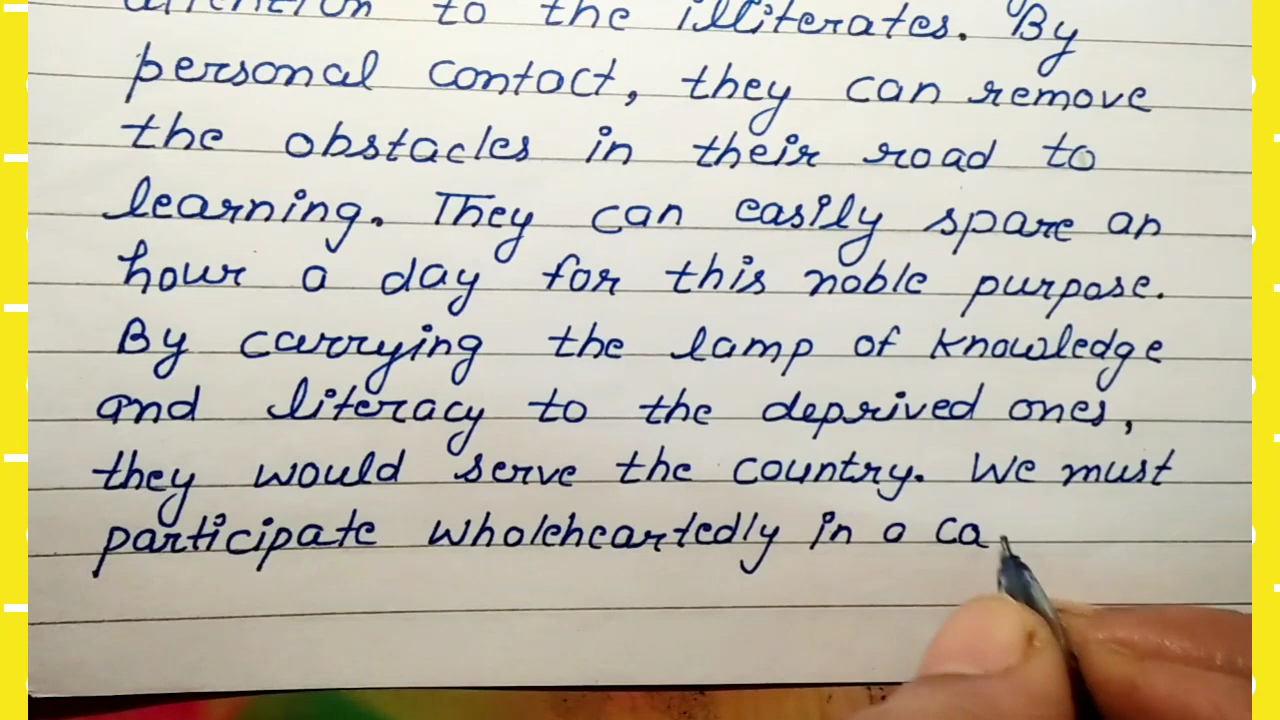 attention to the illiterates. By
personal contact, they can remove
the obstacles in their road to
learning. They can easily spare an
hour a day for this noble purpose.
By carrying the lamp of knowledge
and literacy to the deprived ones,
they would serve the country. We must
participate wholeheartedly in a ca